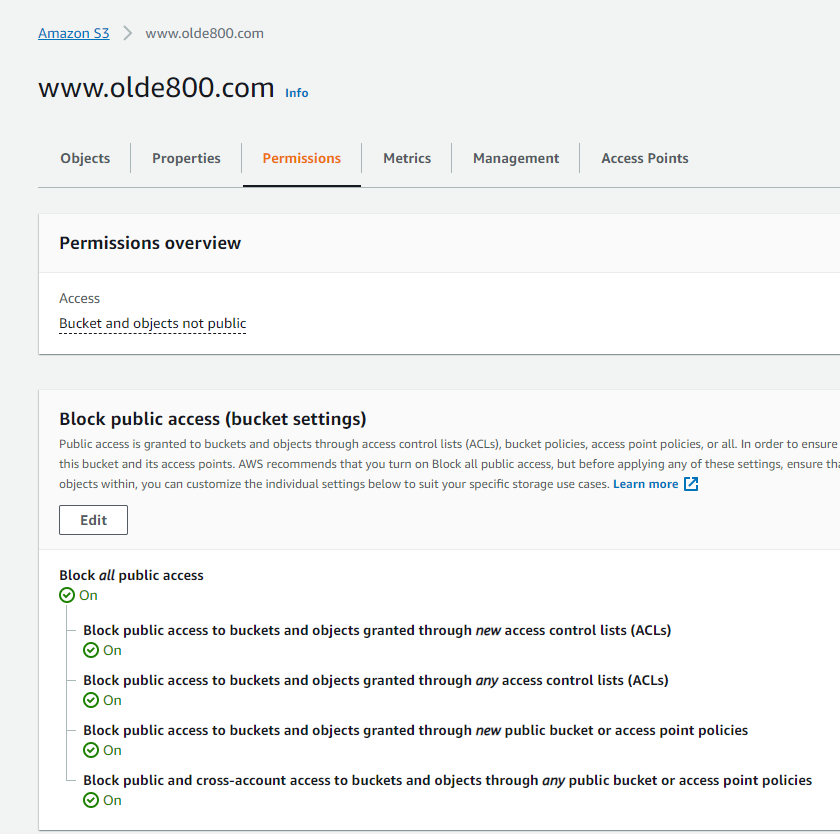 Amazon S3 > www.olde800.com
www.olde800.com Info
Objects Properties Permissions Metrics Management Access Points
Permissions overview
Access
Bucket and objects not public
Block public access (bucket settings)
Public access is granted to buckets and objects through access control lists (ACLs), bucket policies, access point policies, or all. In order to ensure
this bucket and its access points. AWS recommends that you turn on Block all public access, but before applying any of these settings, ensure tha
objects within, you can customize the individual settings below to suit your specific storage use cases. Learn more
Edit
Block all public access
On
Block public access to buckets and objects granted through new access control lists (ACLs)
On
Block public access to buckets and objects granted through any access control lists (ACLs)
On
Block public access to buckets and objects granted through new public bucket or access point policies
On
Block public and cross-account access to buckets and objects through any public bucket or access point policies
On